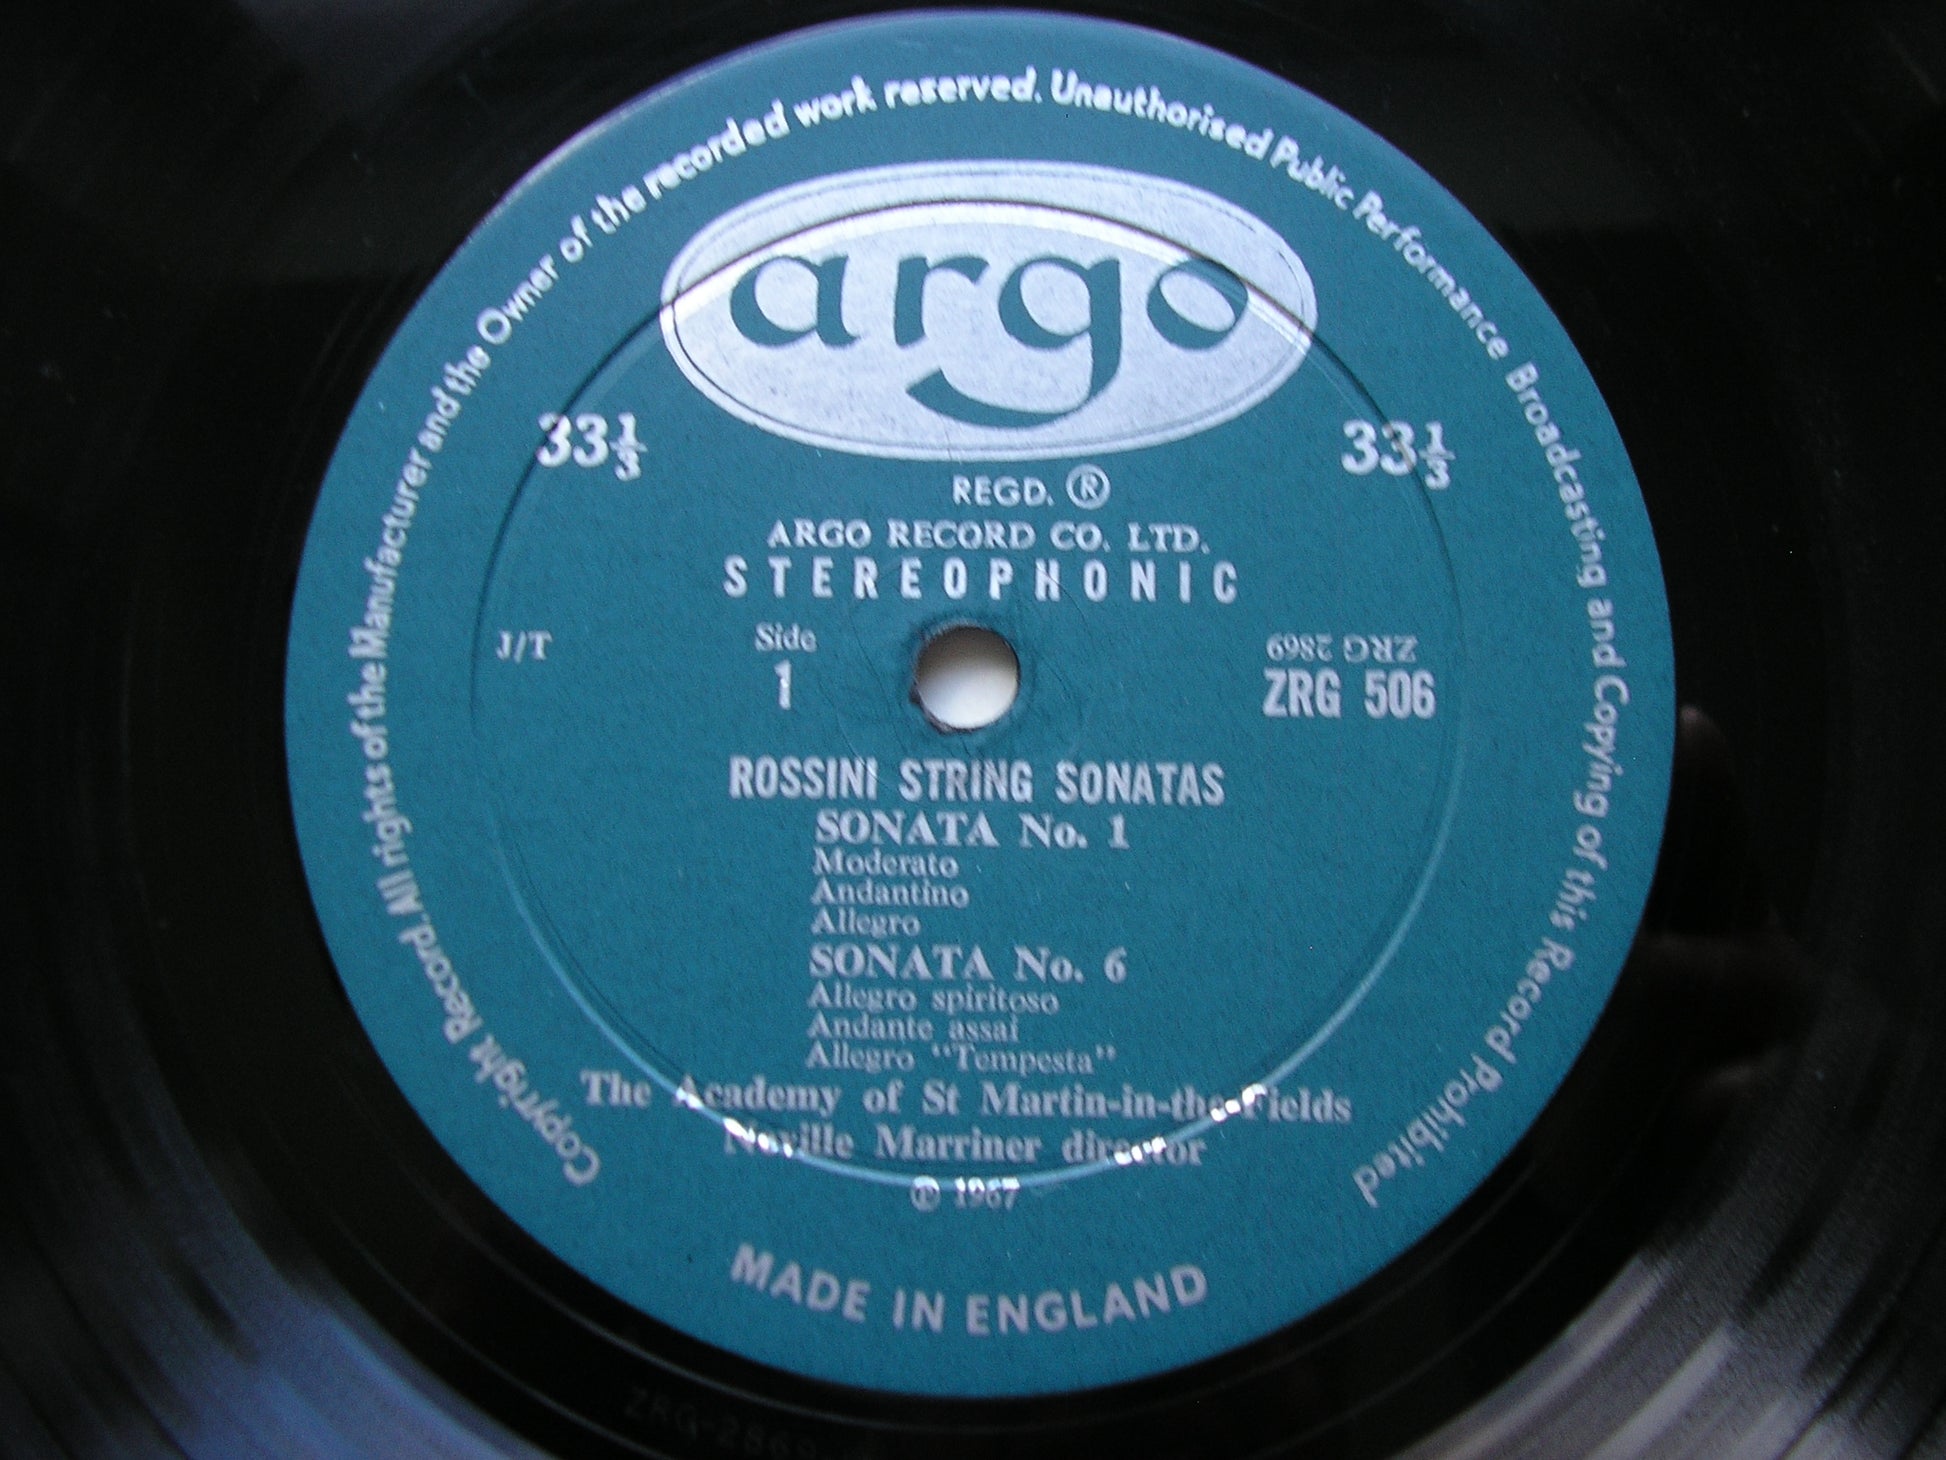 Copyright Record. All rights of the Manufacturer and the Owner of the recorded work reserved. Unauthorised Public Performance Broadcasting and Copying of this Record Prohibited
argo
33⅓ 33⅓
REGD. ®
ARGO RECORD CO. LTD.
STEREOPHONIC
J/T Side ZRG 2869
1 ZRG 506
ROSSINI STRING SONATAS
SONATA No. 1
Moderato
Andantino
Allegro
SONATA No. 6
Allegro spiritoso
Andante assai
Allegro "Tempesta"
The Academy of St Martin-in-the-Fields
Neville Marriner director
℗ 1967
MADE IN ENGLAND
ZRG-2869